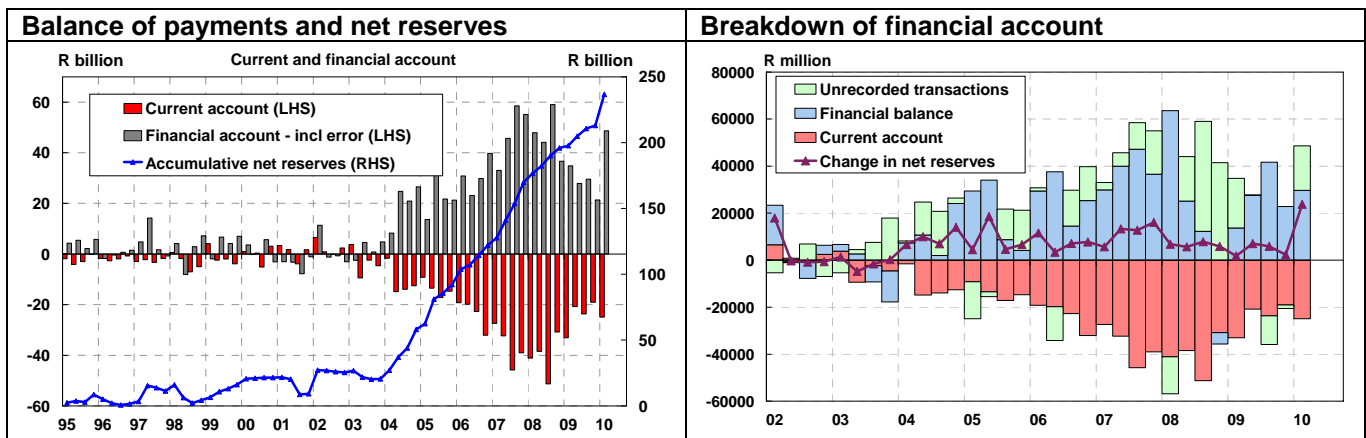 Balance of payments and net reserves
R billion Current and financial account R billion
Current account (LHS)
Financial account - incl error (LHS)
Accumulative net reserves (RHS)
60
40
20
0
-20
-40
-60
250
200
150
100
50
0
95 96 97 98 99 00 01 02 03 04 05 06 07 08 09 10
Breakdown of financial account
R million
Unrecorded transactions
Financial balance
Current account
Change in net reserves
80000
60000
40000
20000
0
-20000
-40000
-60000
02 03 04 05 06 07 08 09 10